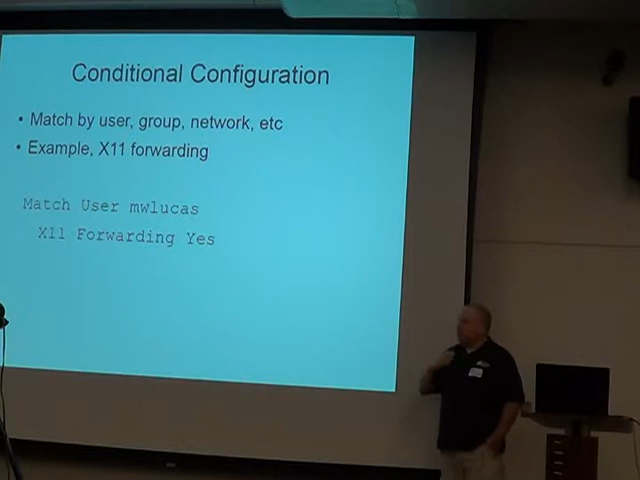 Conditional Configuration
• Match by user, group, network, etc
• Example, X11 forwarding
Match User mwlucas
X11 Forwarding Yes